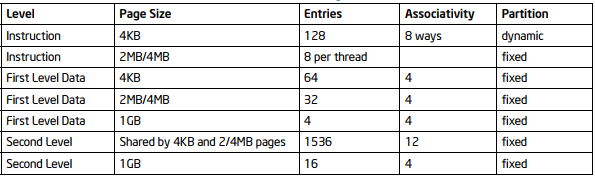 Level Page Size Entries Associativity Partition
Instruction 4KB 128 8 ways dynamic
Instruction 2MB/4MB 8 per thread fixed
First Level Data 4KB 64 4 fixed
First Level Data 2MB/4MB 32 4 fixed
First Level Data 1GB 4 4 fixed
Second Level Shared by 4KB and 2/4MB pages 1536 12 fixed
Second Level 1GB 16 4 fixed